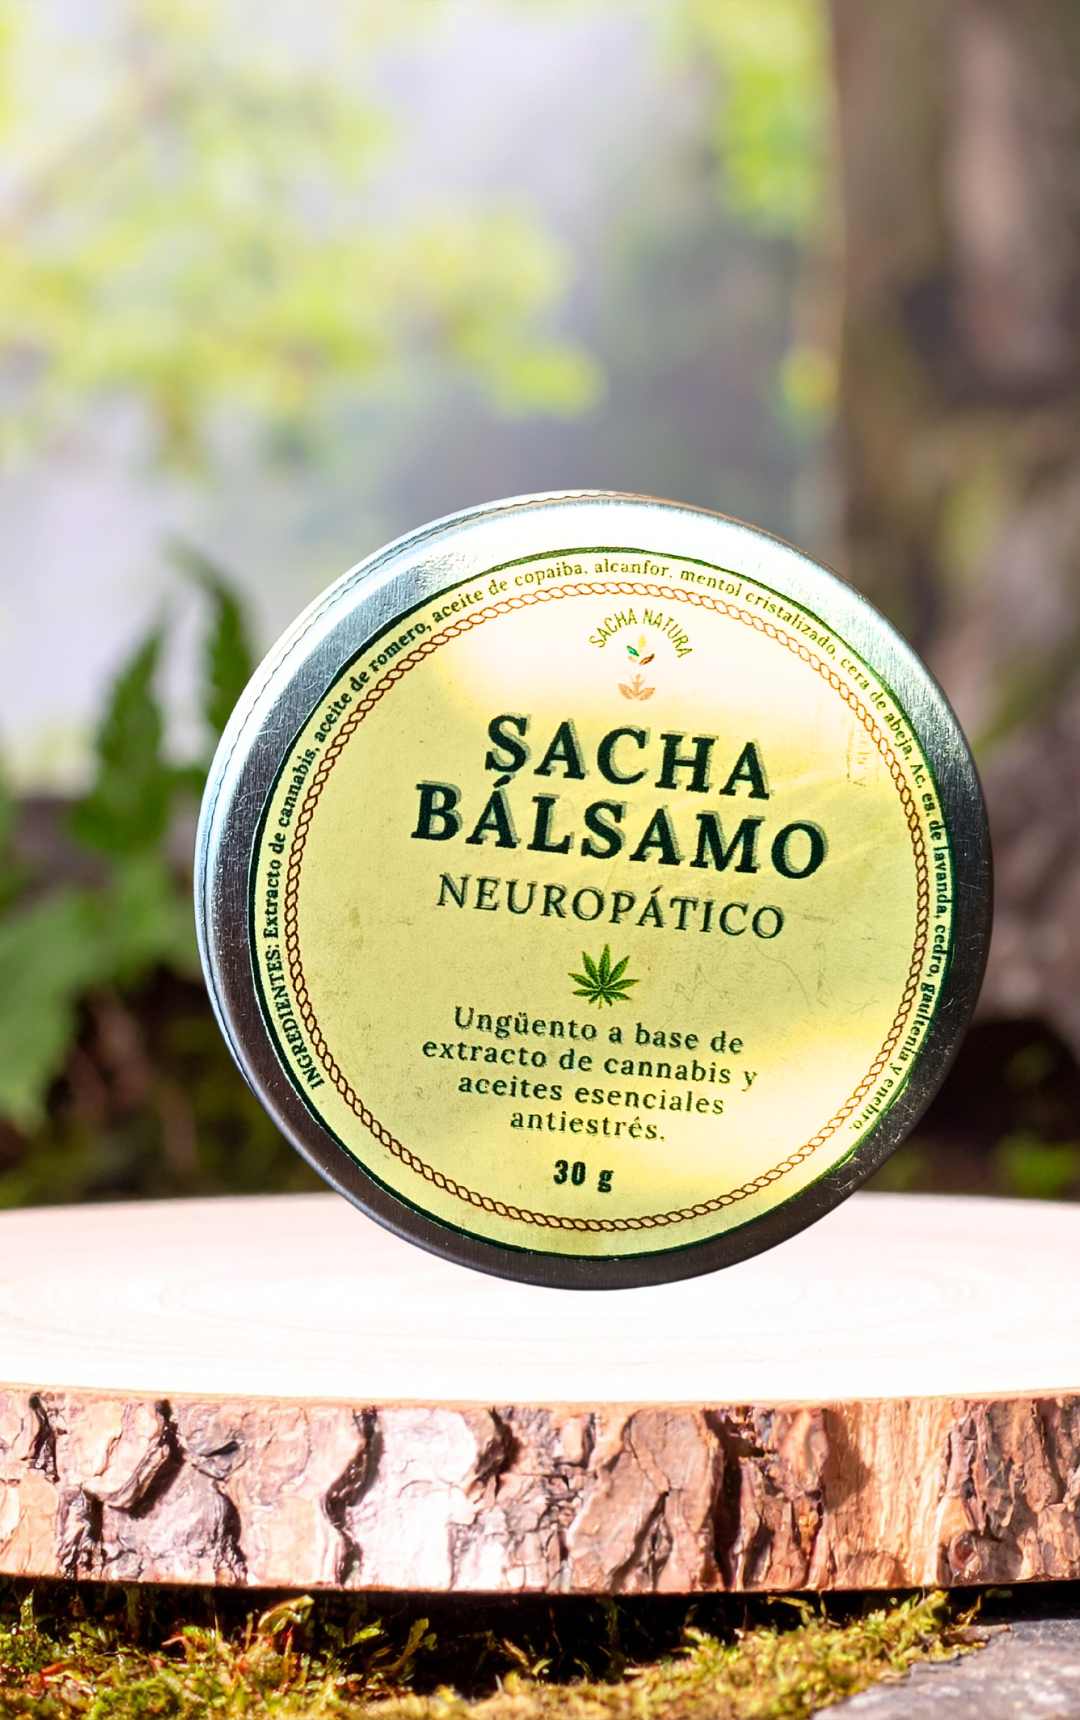 INGREDIENTES: Extracto de cannabis, aceite de romero, aceite de copaiba, alcanfor, mentol cristalizado, cera de abeja, Ac. es. de lavanda, cedro, gaulteria y enebro.
SACHA NATURA
SACHA
BÁLSAMO
NEUROPÁTICO
Ungüento a base de
extracto de cannabis y
aceites esenciales
antiestrés.
30 g